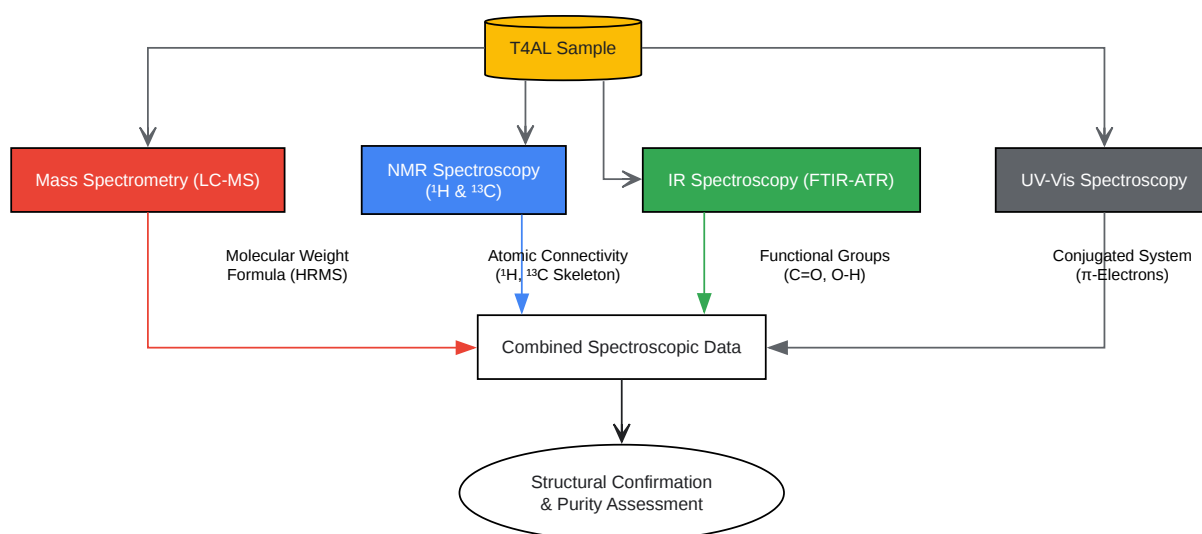 T4AL Sample
Mass Spectrometry (LC-MS)
NMR Spectroscopy
(¹H & ¹³C)
IR Spectroscopy (FTIR-ATR)
UV-Vis Spectroscopy
Molecular Weight
Formula (HRMS)
Atomic Connectivity
(¹H, ¹³C Skeleton)
Functional Groups
(C=O, O-H)
Conjugated System
(π-Electrons)
Combined Spectroscopic Data
Structural Confirmation
& Purity Assessment